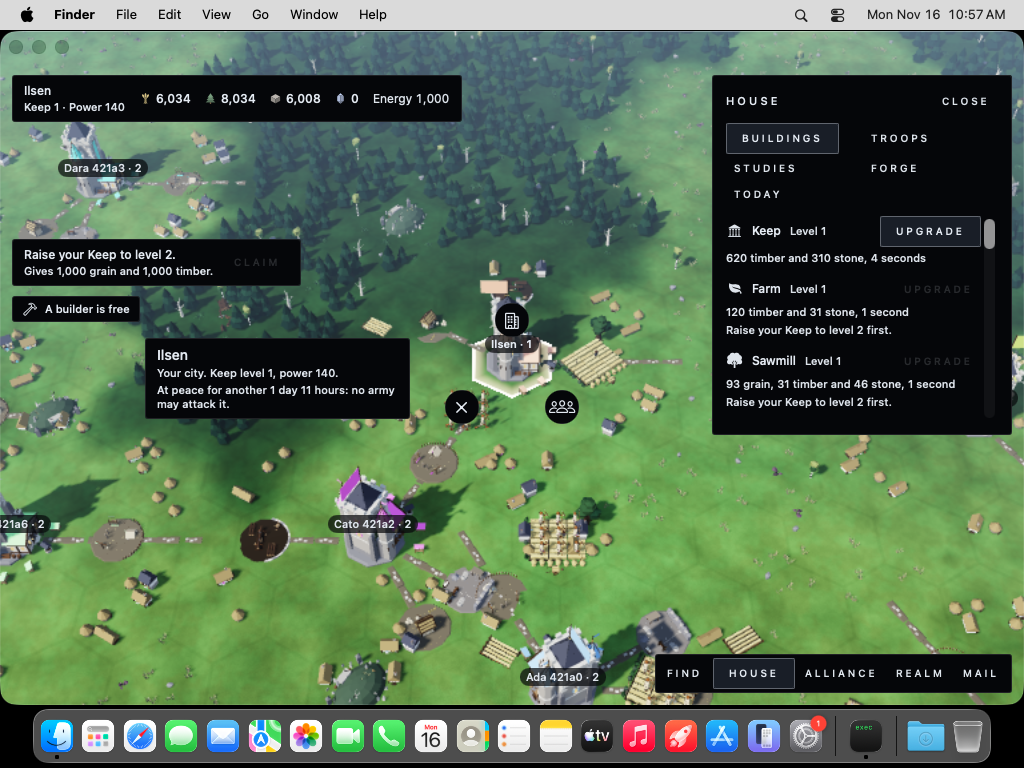 Finder File Edit View Go Window Help Mon Nov 16 10:57 AM
Ilsen
Keep 1 · Power 140
6,034 8,034 6,008 0 Energy 1,000
HOUSE CLOSE
BUILDINGS TROOPS
STUDIES FORGE
TODAY
Keep Level 1 UPGRADE
620 timber and 310 stone, 4 seconds
Farm Level 1 UPGRADE
120 timber and 31 stone, 1 second
Raise your Keep to level 2 first.
Sawmill Level 1 UPGRADE
93 grain, 31 timber and 46 stone, 1 second
Raise your Keep to level 2 first.
Dara 421a3 · 2
Raise your Keep to level 2.
Gives 1,000 grain and 1,000 timber.
CLAIM
A builder is free
Ilsen
Your city. Keep level 1, power 140.
At peace for another 1 day 11 hours: no army
may attack it.
Ilsen · 1
421a6 · 2
Cato 421a2 · 2
Ada 421a0 · 2
FIND HOUSE ALLIANCE REALM MAIL
Mon
16
tv
1
exec